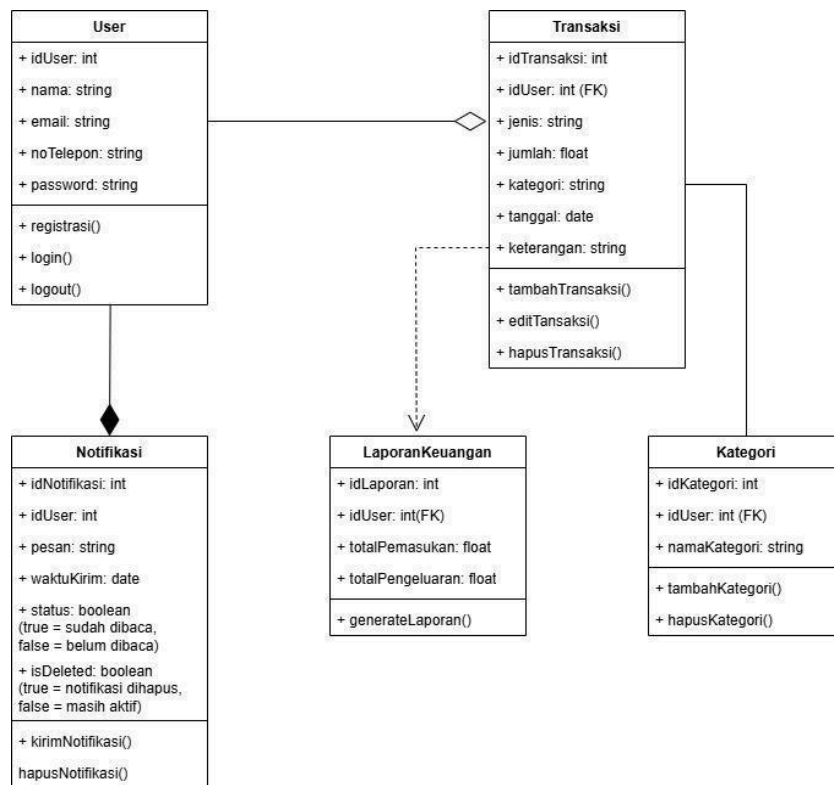 User
+ idUser: int
+ nama: string
+ email: string
+ noTelepon: string
+ password: string
+ registrasi()
+ login()
+ logout()
Transaksi
+ idTransaksi: int
+ idUser: int (FK)
+ jenis: string
+ jumlah: float
+ kategori: string
+ tanggal: date
+ keterangan: string
+ tambahTransaksi()
+ editTansaksi()
+ hapusTransaksi()
Notifikasi
+ idNotifikasi: int
+ idUser: int
+ pesan: string
+ waktuKirim: date
+ status: boolean
(true = sudah dibaca,
false = belum dibaca)
+ isDeleted: boolean
(true = notifikasi dihapus,
false = masih aktif)
+ kirimNotifikasi()
hapusNotifikasi()
LaporanKeuangan
+ idLaporan: int
+ idUser: int(FK)
+ totalPemasukan: float
+ totalPengeluaran: float
+ generateLaporan()
Kategori
+ idKategori: int
+ idUser: int (FK)
+ namaKategori: string
+ tambahKategori()
+ hapusKategori()